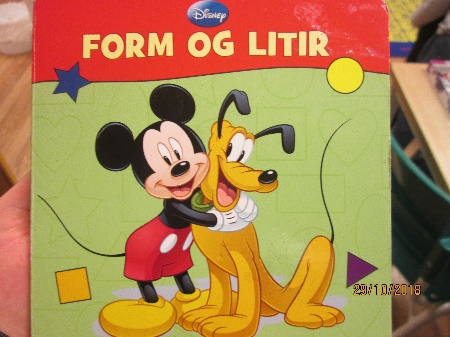 Disney
FORM OG LITIR
29/10/2018